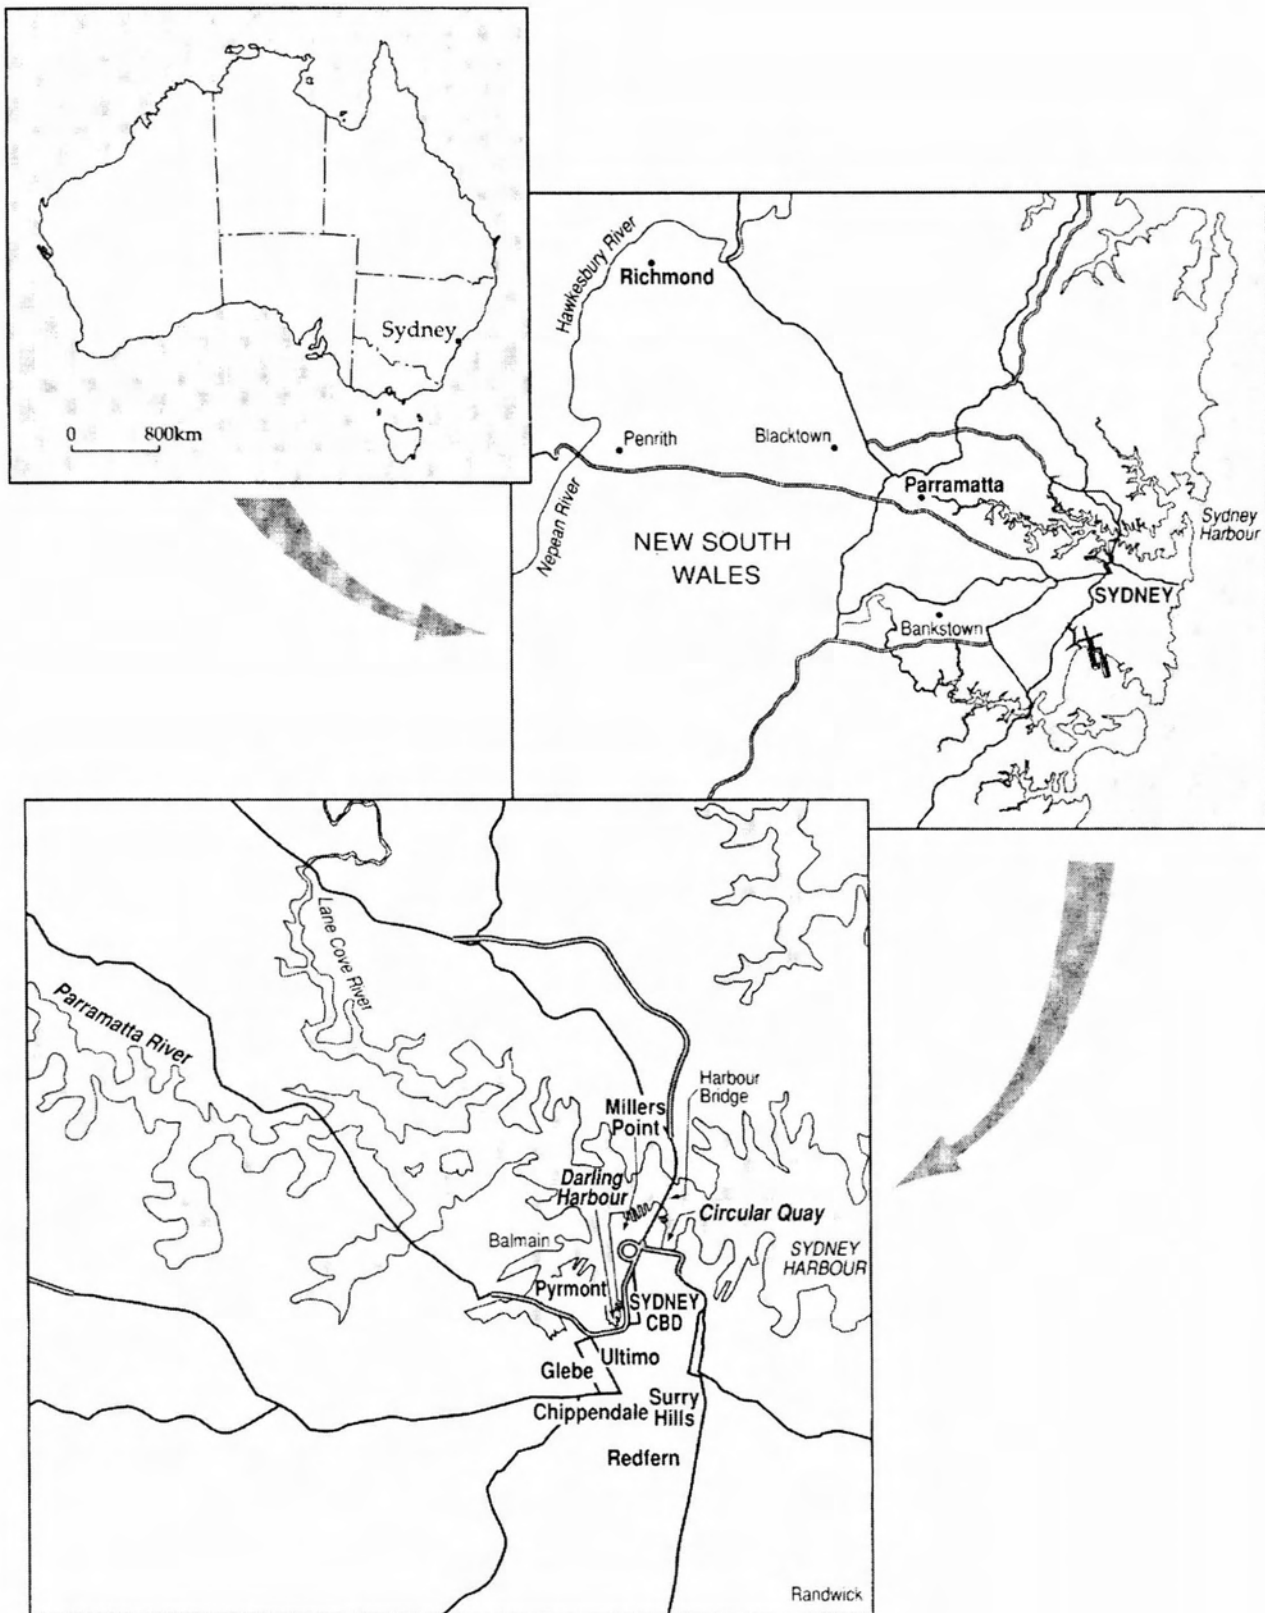 Sydney
0 800km
Hawkesbury River
Richmond
Penrith
Blacktown
Parramatta
Nepean River
NEW SOUTH
WALES
Sydney
Harbour
SYDNEY
Bankstown
Lane Cove River
Parramatta River
Harbour
Bridge
Millers
Point
Darling
Harbour
Circular Quay
Balmain
SYDNEY
HARBOUR
Pyrmont
SYDNEY
CBD
Ultimo
Glebe
Surry
Hills
Chippendale
Redfern
Randwick